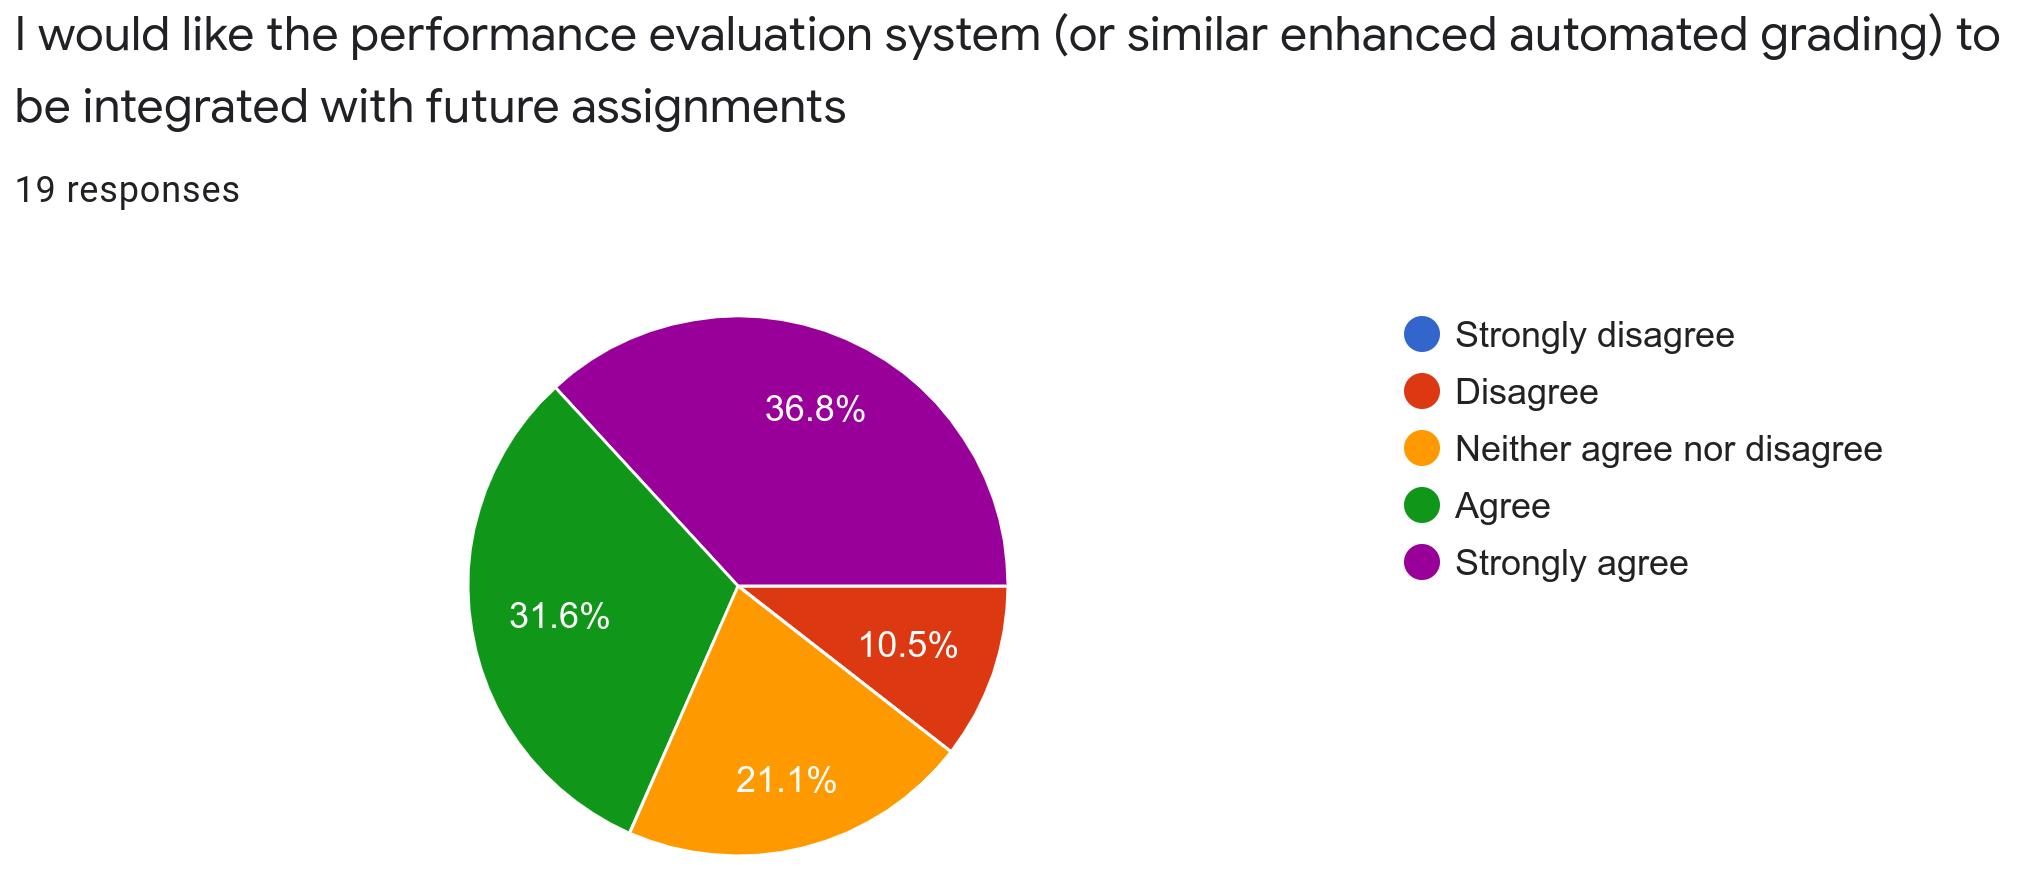 I would like the performance evaluation system (or similar enhanced automated grading) to
be integrated with future assignments
19 responses
36.8%
31.6%
10.5%
21.1%
Strongly disagree
Disagree
Neither agree nor disagree
Agree
Strongly agree